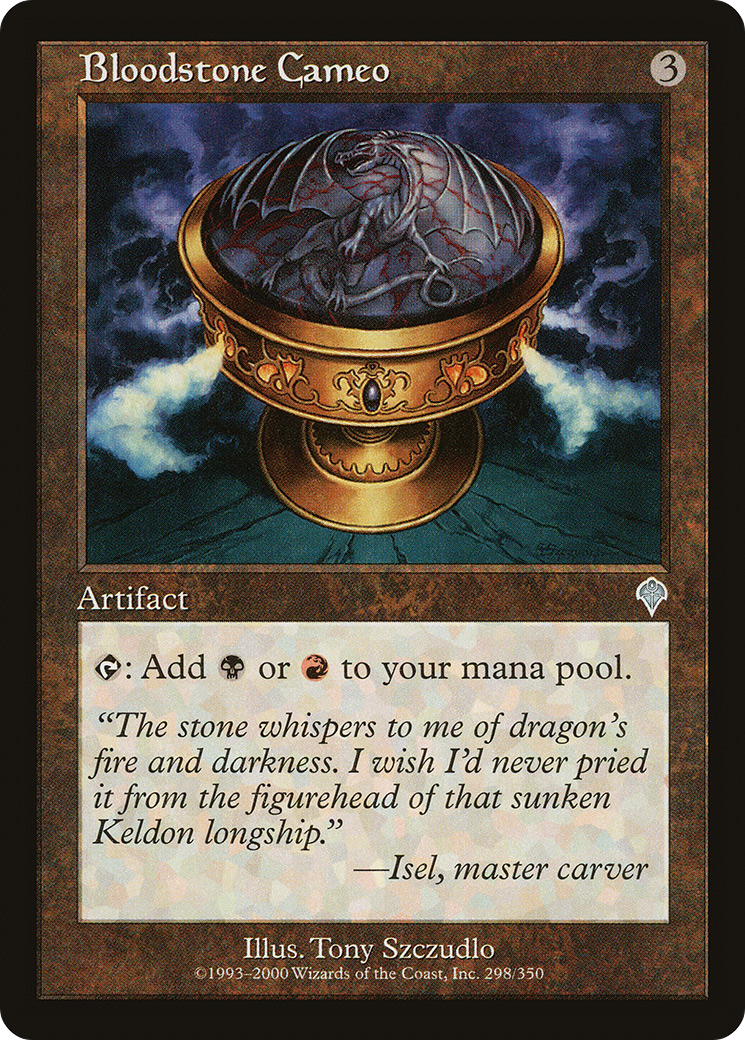 Bloodstone Cameo
3
Artifact
: Add or to your mana pool.
“The stone whispers to me of dragon’s
fire and darkness. I wish I’d never pried
it from the figurehead of that sunken
Keldon longship.”
—Isel, master carver
Illus. Tony Szczudlo
©1993–2000 Wizards of the Coast, Inc. 298/350